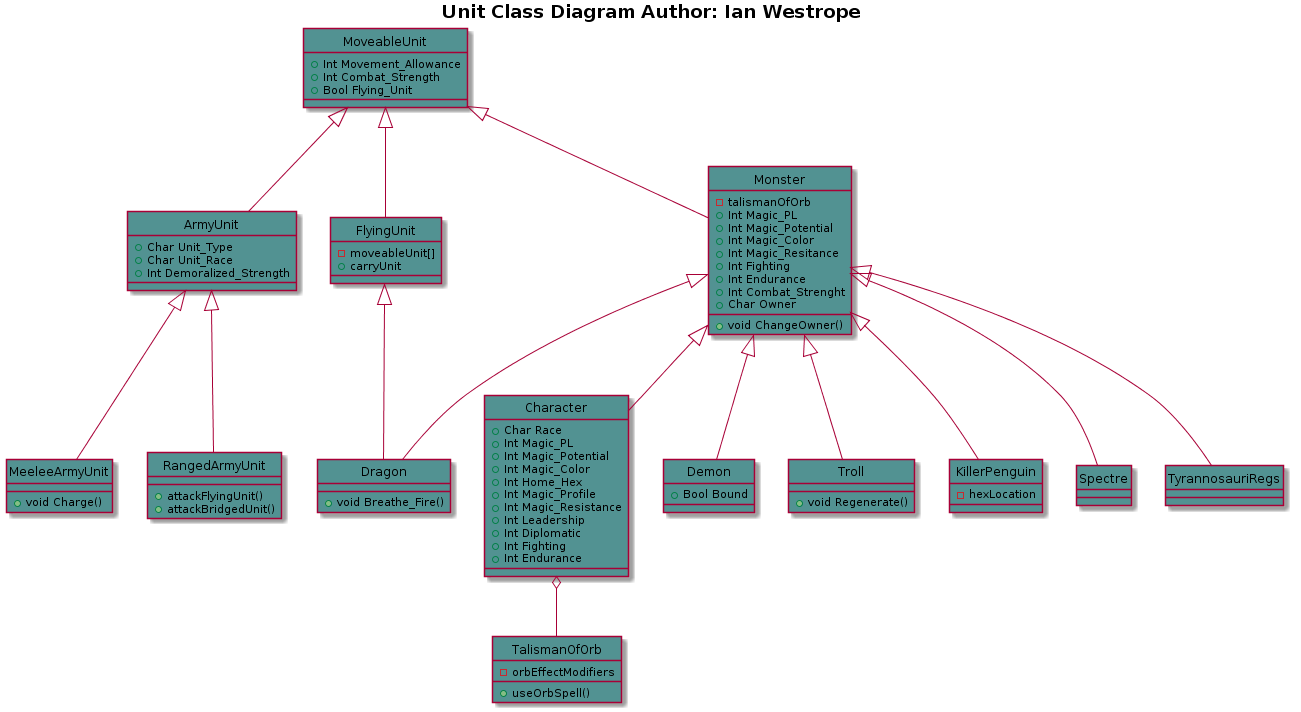 Unit Class Diagram Author: Ian Westrope
MoveableUnit
Int Movement_Allowance
Int Combat_Strength
Bool Flying_Unit
Monster
talismanOfOrb
Int Magic_PL
Int Magic_Potential
Int Magic_Color
Int Magic_Resitance
Int Fighting
Int Endurance
Int Combat_Strenght
Char Owner
void ChangeOwner()
ArmyUnit
Char Unit_Type
Char Unit_Race
Int Demoralized_Strength
FlyingUnit
moveableUnit[]
carryUnit
Character
Char Race
Int Magic_PL
Int Magic_Potential
Int Magic_Color
Int Home_Hex
Int Magic_Profile
Int Magic_Resistance
Int Leadership
Int Diplomatic
Int Fighting
Int Endurance
MeeleeArmyUnit
void Charge()
RangedArmyUnit
attackFlyingUnit()
attackBridgedUnit()
Dragon
void Breathe_Fire()
Demon
Bool Bound
Troll
void Regenerate()
KillerPenguin
hexLocation
Spectre
TyrannosauriRegs
TalismanOfOrb
orbEffectModifiers
useOrbSpell()